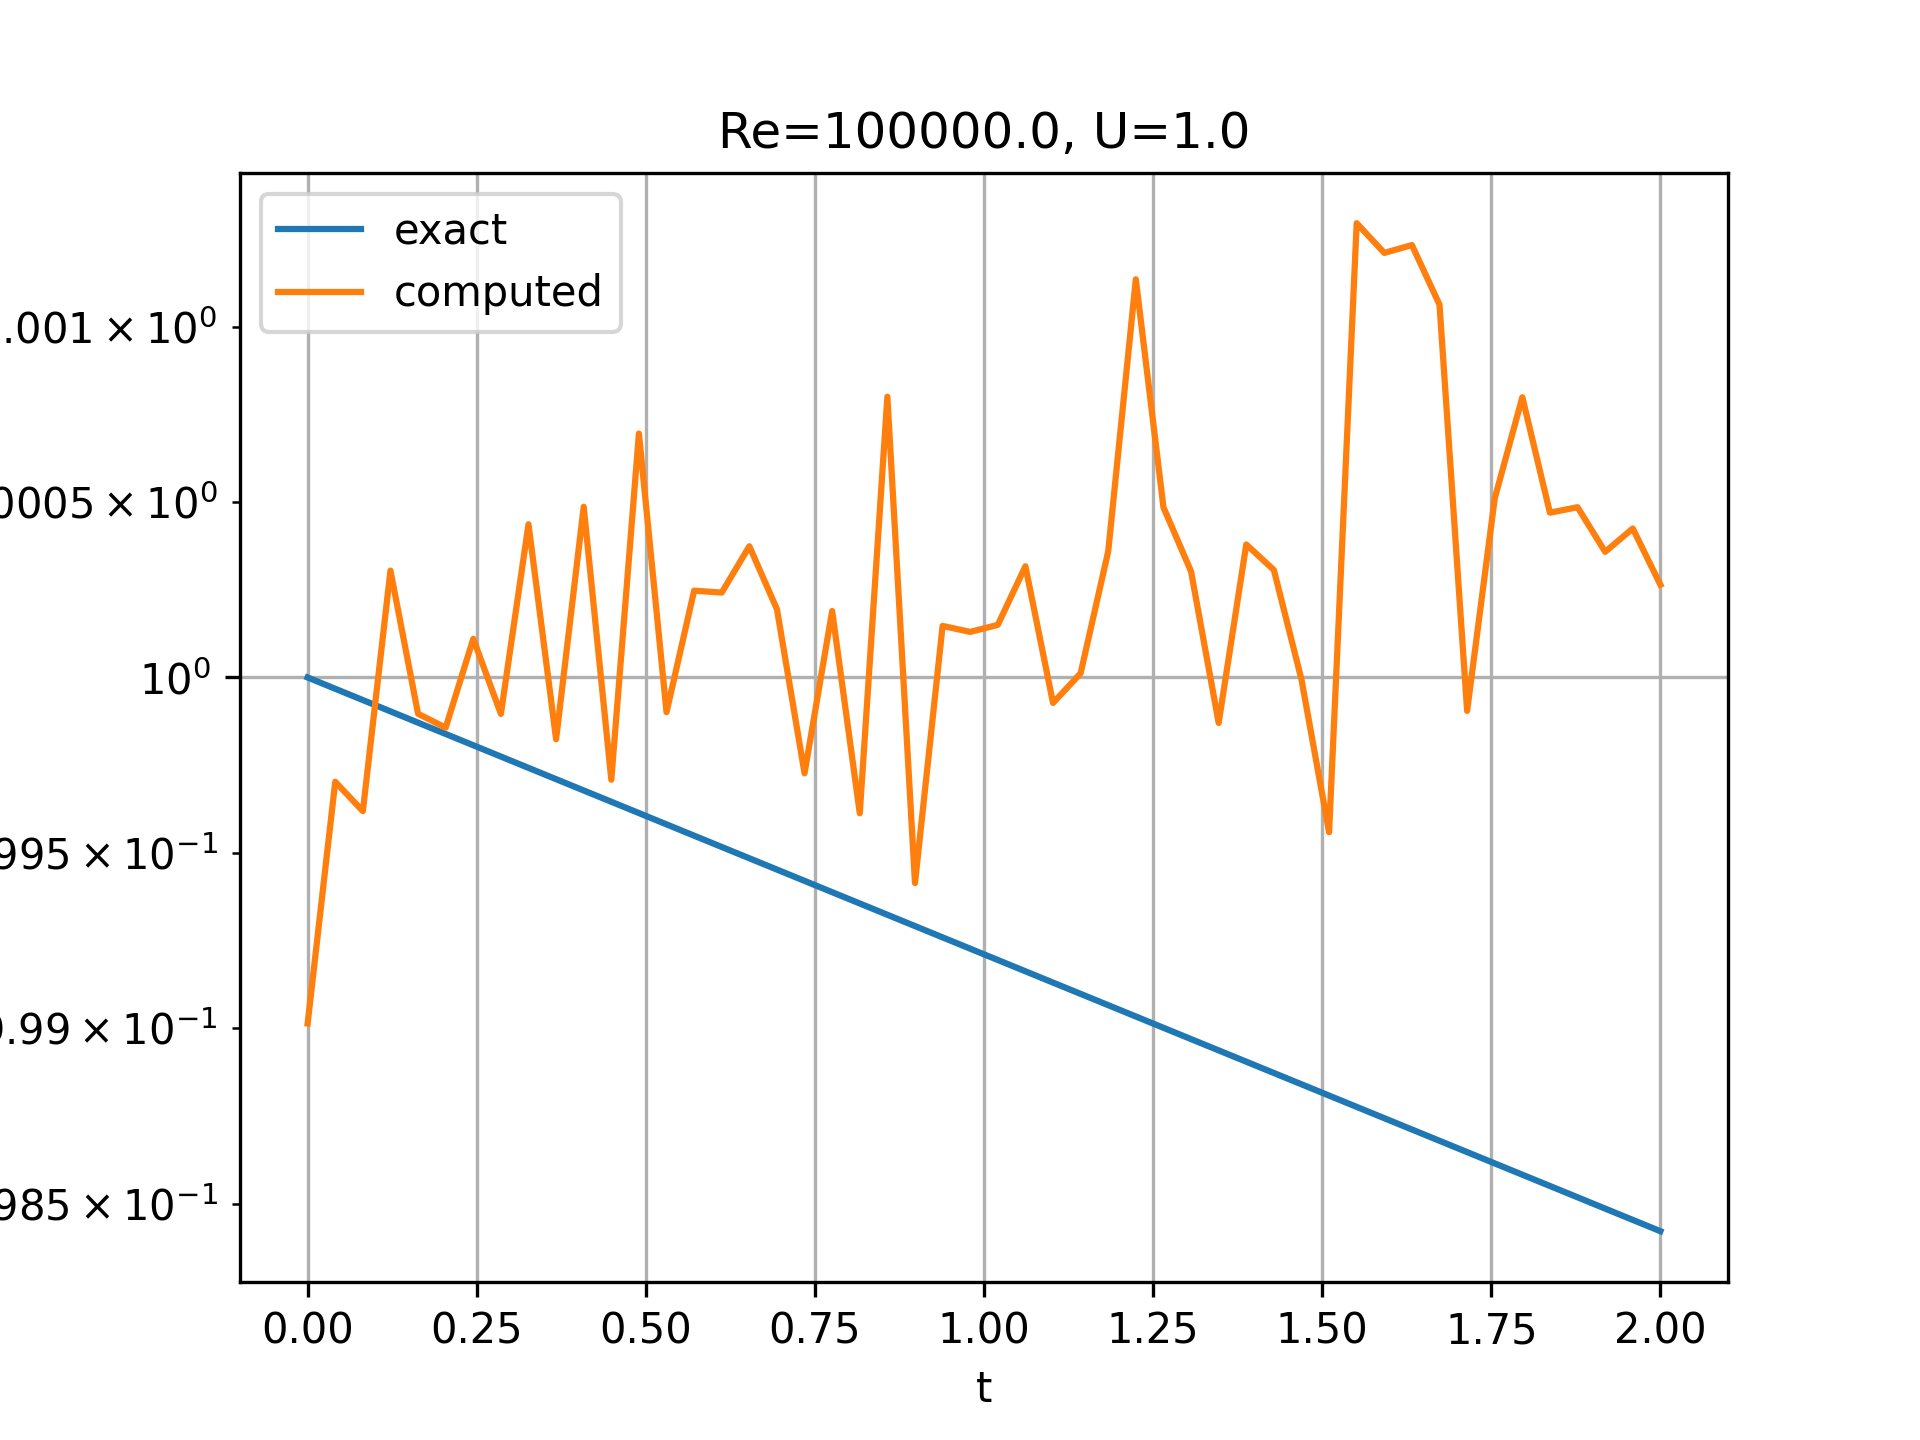 Re=100000.0, U=1.0
exact
computed
.001 × 10⁰
0005 × 10⁰
10⁰
995 × 10⁻¹
.99 × 10⁻¹
985 × 10⁻¹
0.00 0.25 0.50 0.75 1.00 1.25 1.50 1.75 2.00
t